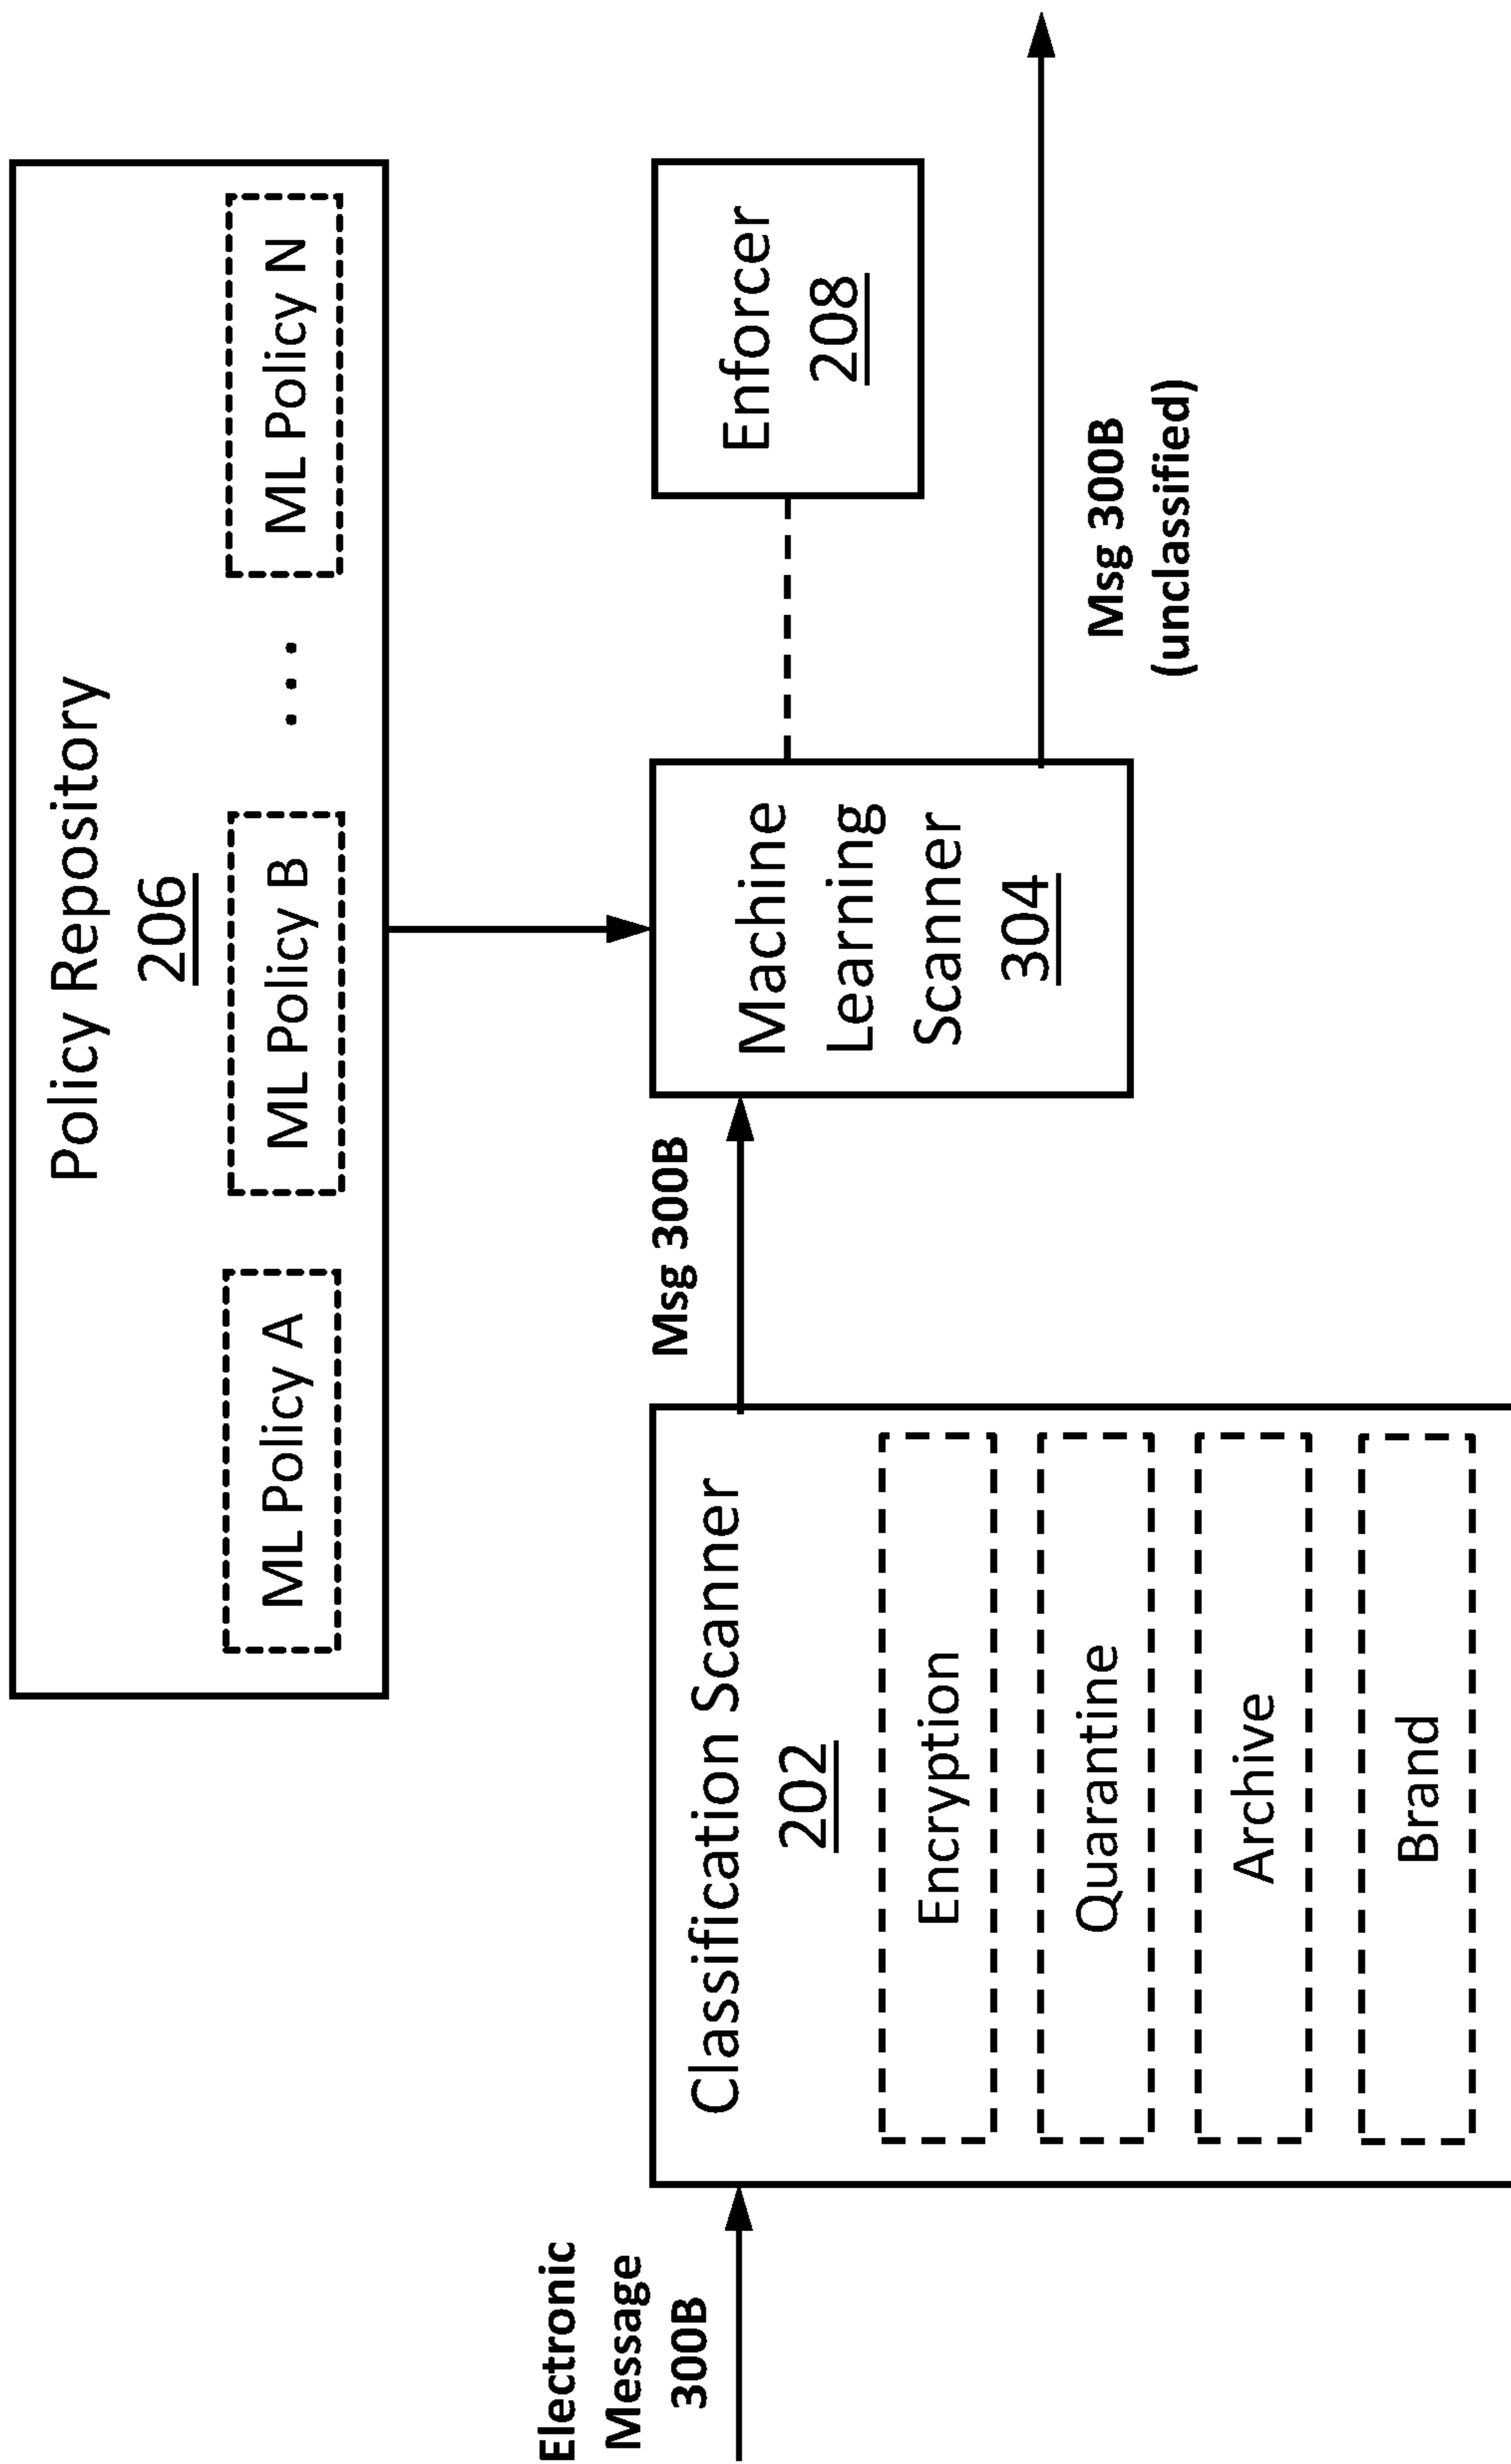 Policy Repository
206
ML Policy A
ML Policy B
...
ML Policy N
Electronic
Message
300B
Classification Scanner
202
Encryption
Quarantine
Archive
Brand
Msg 300B
Machine
Learning
Scanner
304
Enforcer
208
Msg 300B
(unclassified)